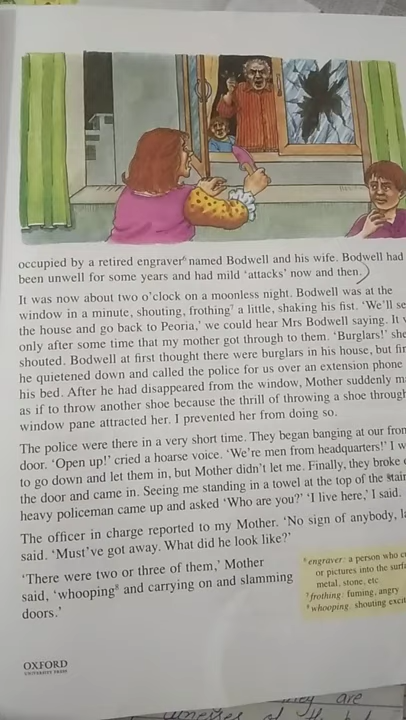 occupied by a retired engraver⁶ named Bodwell and his wife. Bodwell had
been unwell for some years and had mild 'attacks' now and then.
It was now about two o'clock on a moonless night. Bodwell was at the
window in a minute, shouting, frothing⁷ a little, shaking his fist. 'We'll
the house and go back to Peoria,' we could hear Mrs Bodwell saying. It
only after some time that my mother got through to them. 'Burglars!'
shouted. Bodwell at first thought there were burglars in his house, but
he quietened down and called the police for us over an extension phone
his bed. After he had disappeared from the window, Mother suddenly
as if to throw another shoe because the thrill of throwing a shoe through
window pane attracted her. I prevented her from doing so.
The police were there in a very short time. They began banging at our
door. 'Open up!' cried a hoarse voice. 'We're men from headquarters!' I
to go down and let them in, but Mother didn't let me. Finally, they broke
the door and came in. Seeing me standing in a towel at the top of the
heavy policeman came up and asked 'Who are you?' 'I live here,' I said.
The officer in charge reported to my Mother. 'No sign of anybody,
said. 'Must've got away. What did he look like?'
'There were two or three of them,' Mother
said, 'whooping⁸ and carrying on and slamming
doors.'
⁶ engraver: a person who
or pictures into the
metal, stone, etc
⁷ frothing: fuming, angry
⁸ whooping: shouting
OXFORD
UNIVERSITY PRESS
they are